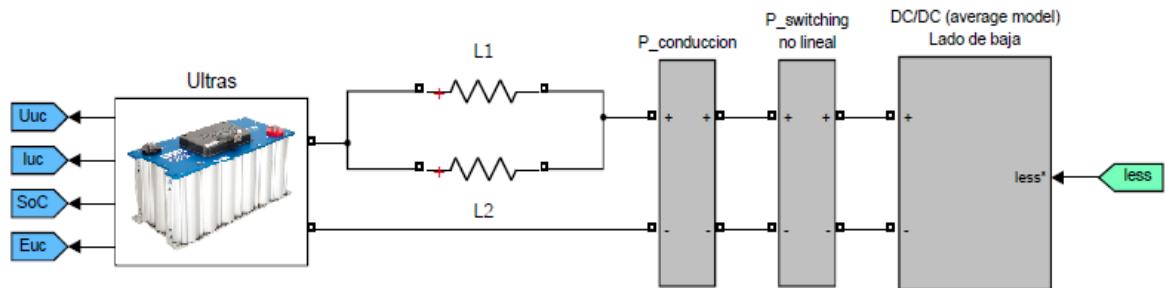 DC/DC (average model)
Lado de baja
P_switching
no lineal
P_conduccion
L1
Ultras
Uuc
Iuc
SoC
Euc
L2
+
+
+
+
+
-
-
-
-
-
Iess*
Iess